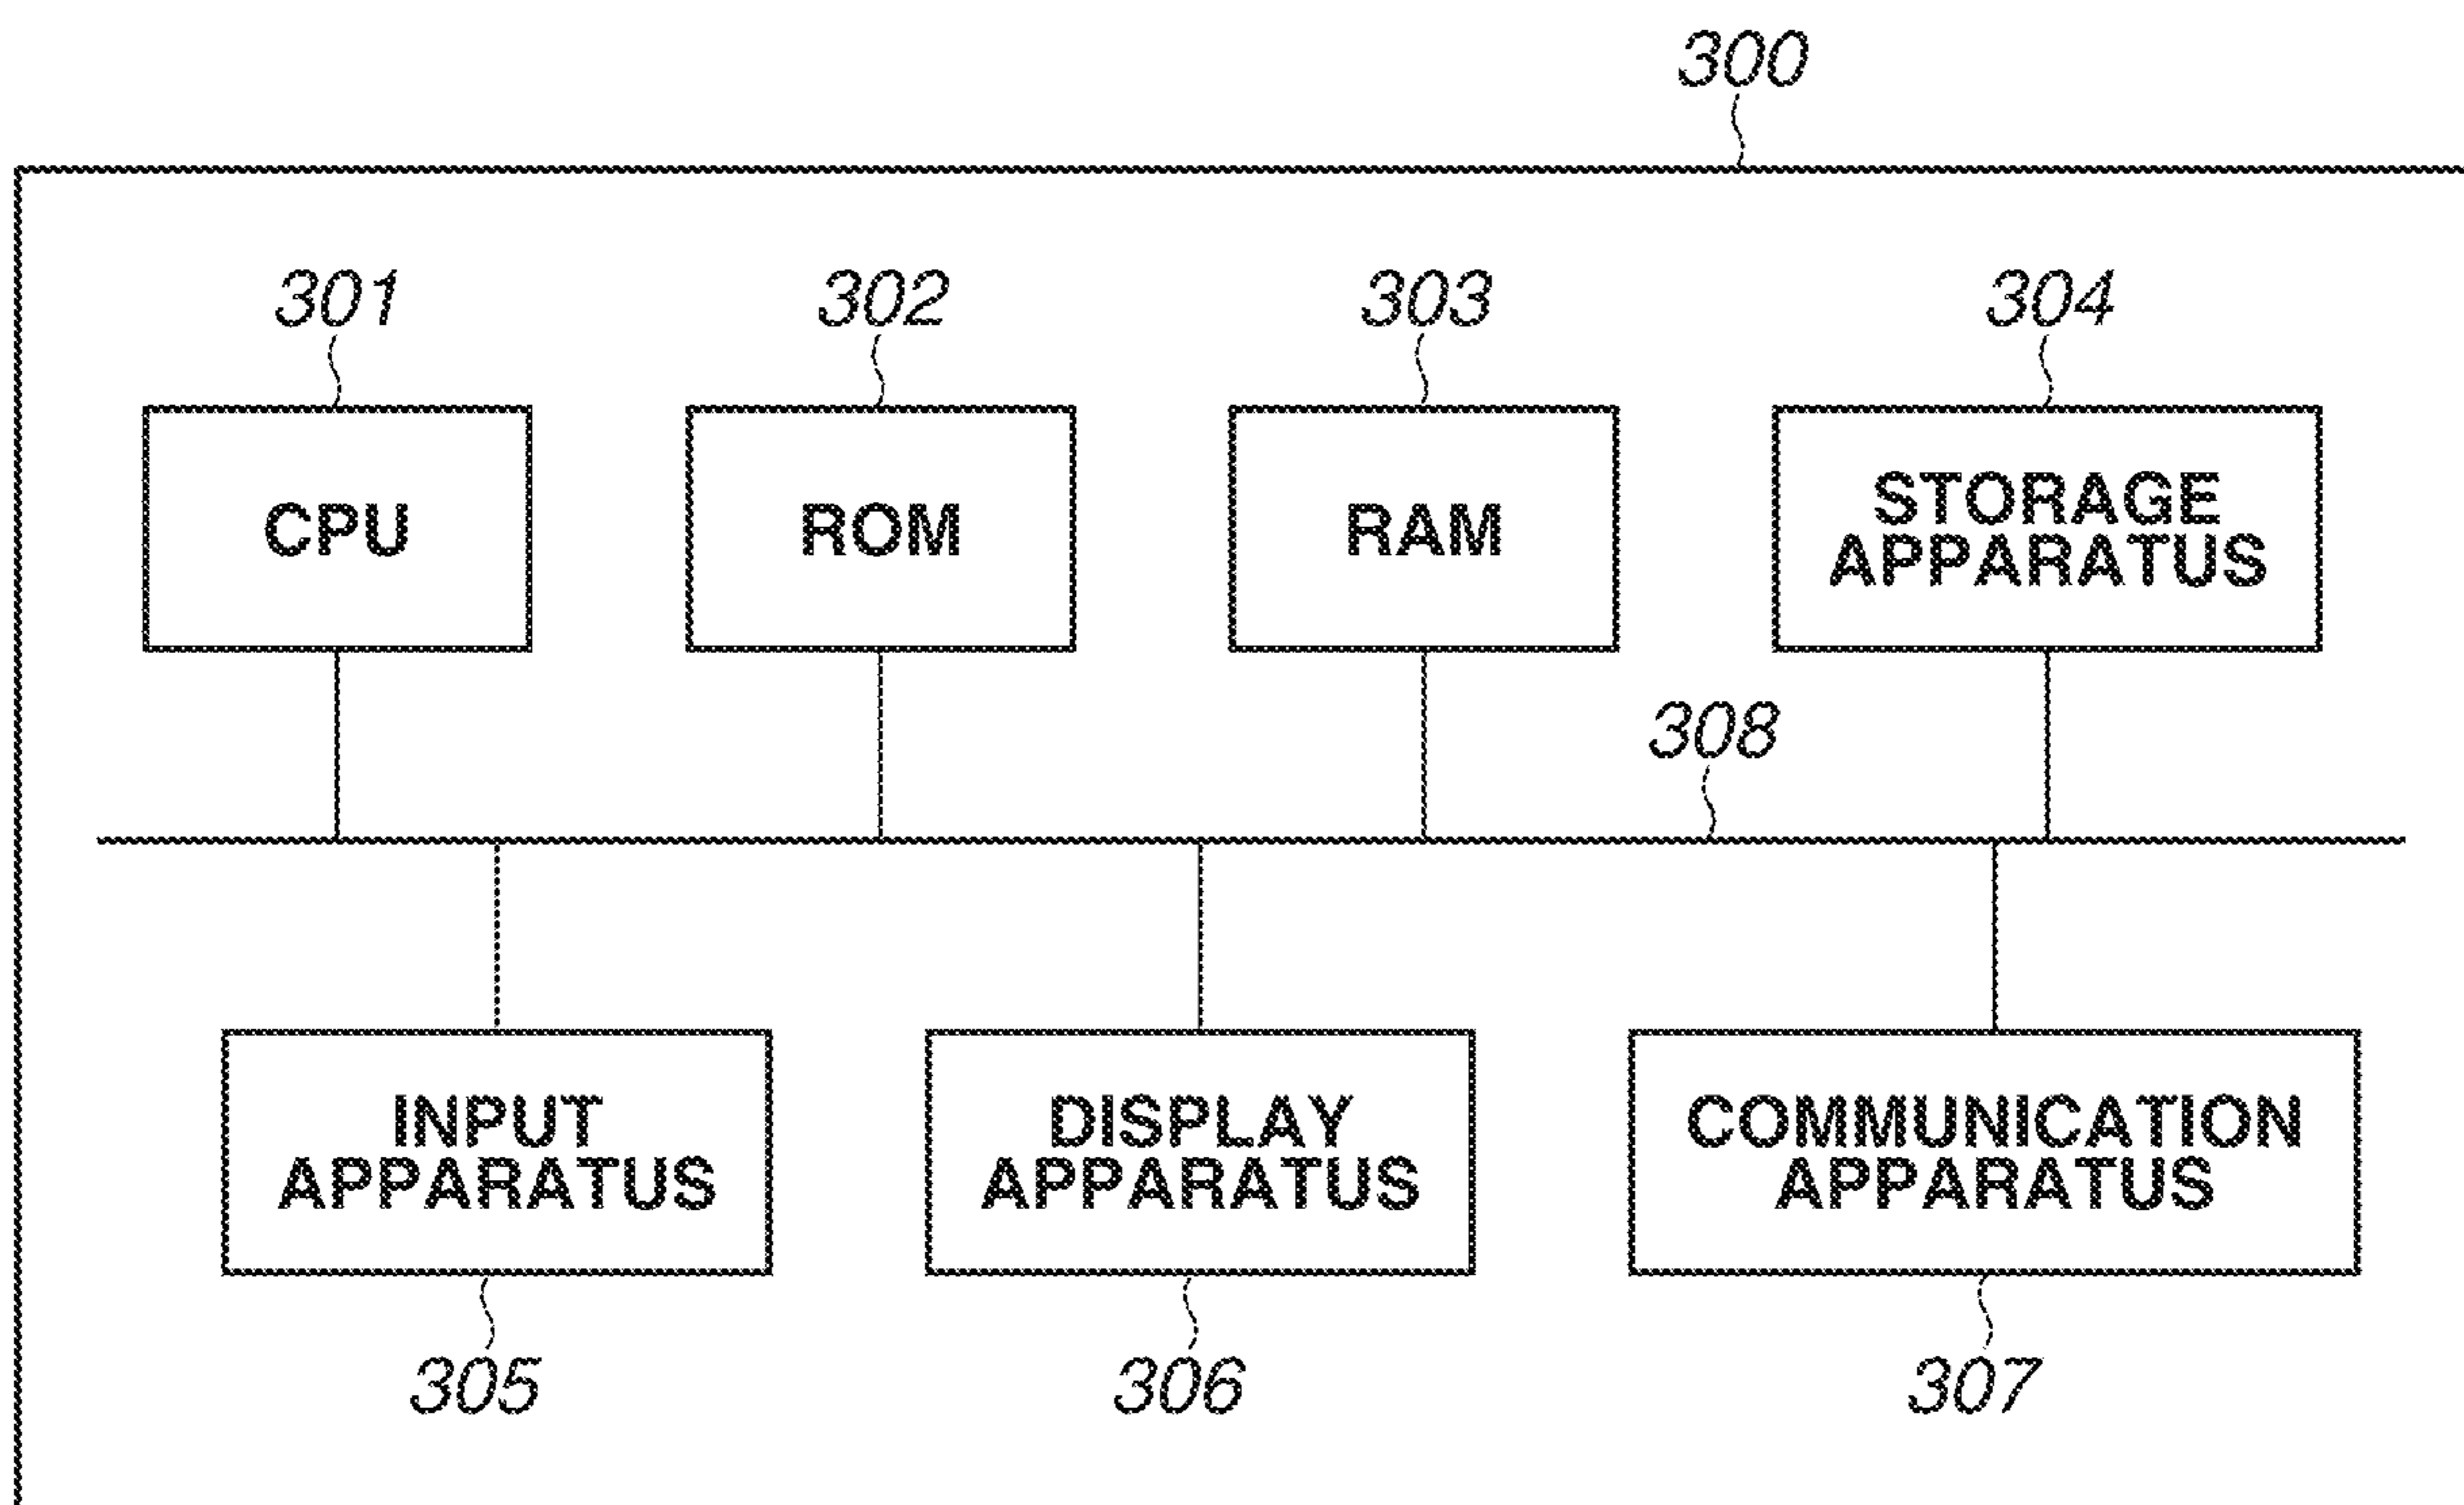 300
301
302
303
304
CPU
ROM
RAM
STORAGE
APPARATUS
308
INPUT
APPARATUS
DISPLAY
APPARATUS
COMMUNICATION
APPARATUS
305
306
307